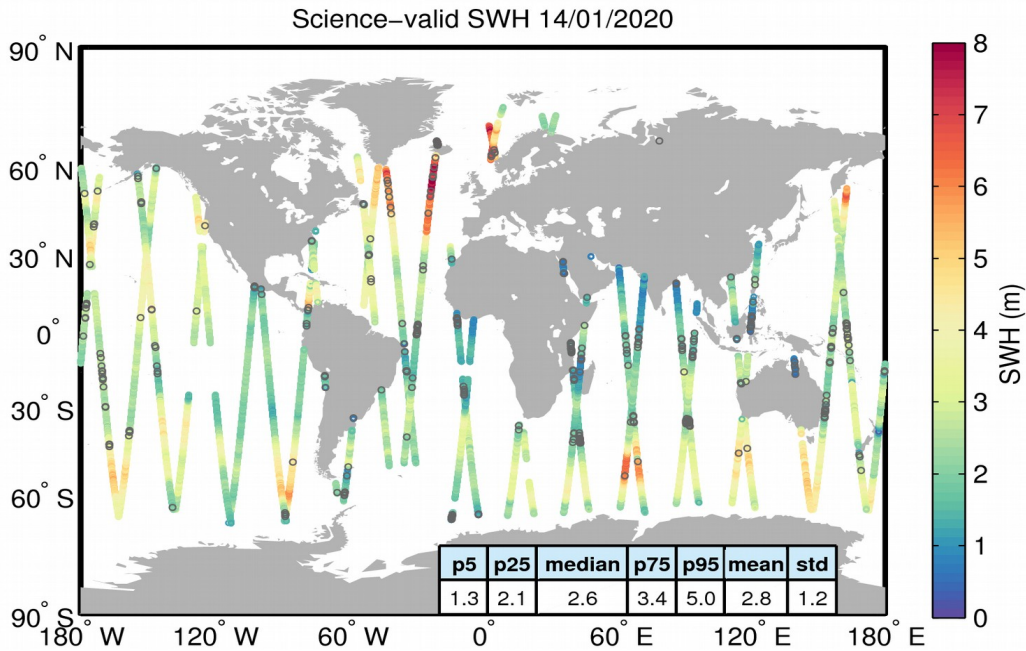 Science−valid SWH 14/01/2020
90° N
60° N
30° N
0°
30° S
60° S
90° S
180° W
120° W
60° W
0°
60° E
120° E
180° E
p5 p25 median p75 p95 mean std
1.3 2.1 2.6 3.4 5.0 2.8 1.2
8
7
6
5
4
3
2
1
0
SWH (m)